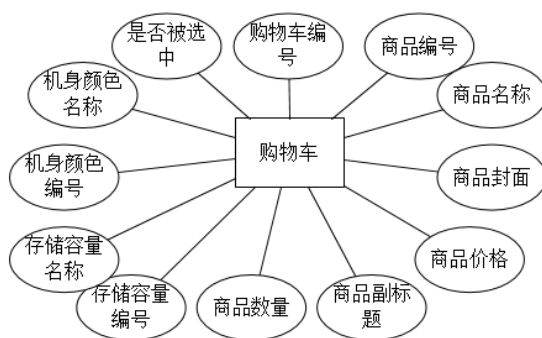 是否被选
中
购物车编
号
商品编号
机身颜色
名称
商品名称
购物车
机身颜色
编号
商品封面
存储容量
名称
商品价格
存储容量
编号
商品数量
商品副标
题